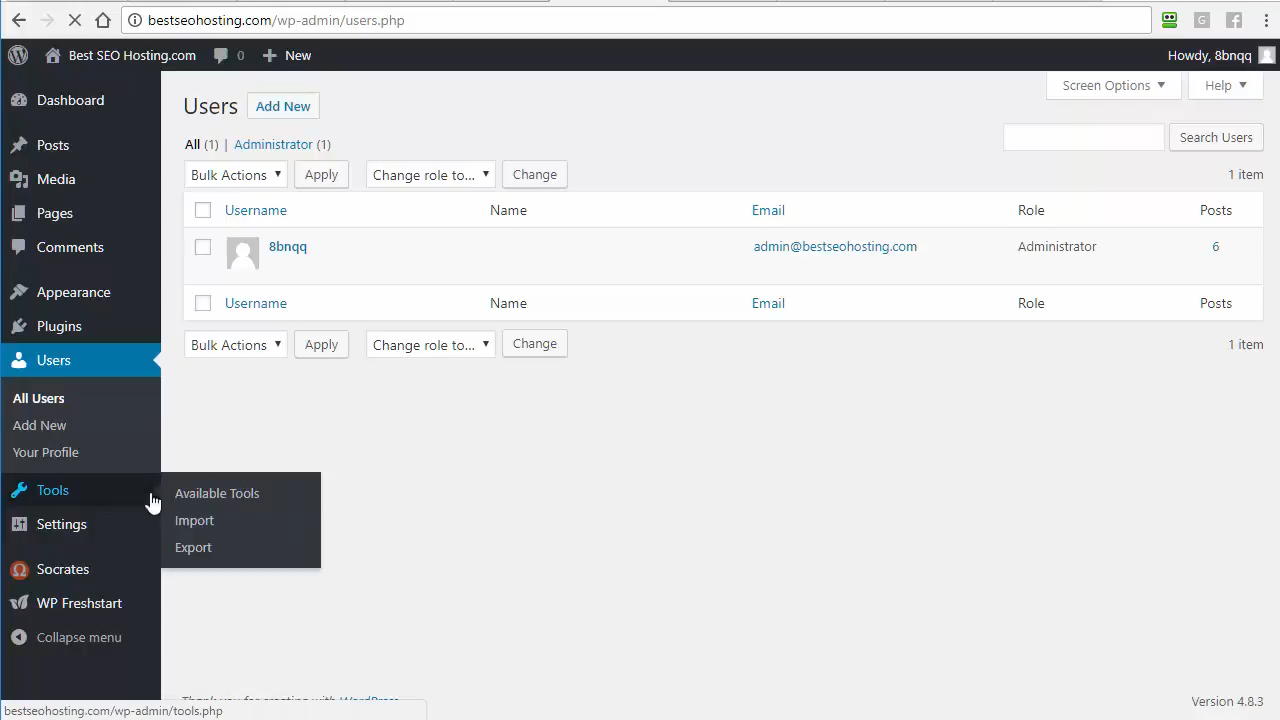 bestseohosting.com/wp-admin/users.php
Best SEO Hosting.com 0 New Howdy, 8bnqq
Dashboard
Posts
Media
Pages
Comments
Appearance
Plugins
Users
All Users
Add New
Your Profile
Tools
Settings
Socrates
WP Freshstart
Collapse menu
Available Tools
Import
Export
Screen Options Help
Users Add New
All (1) | Administrator (1)
Search Users
Bulk Actions Apply Change role to... Change 1 item
Username Name Email Role Posts
8bnqq admin@bestseohosting.com Administrator 6
Username Name Email Role Posts
Bulk Actions Apply Change role to... Change 1 item
Thank you for creating with WordPress Version 4.8.3
bestseohosting.com/wp-admin/tools.php